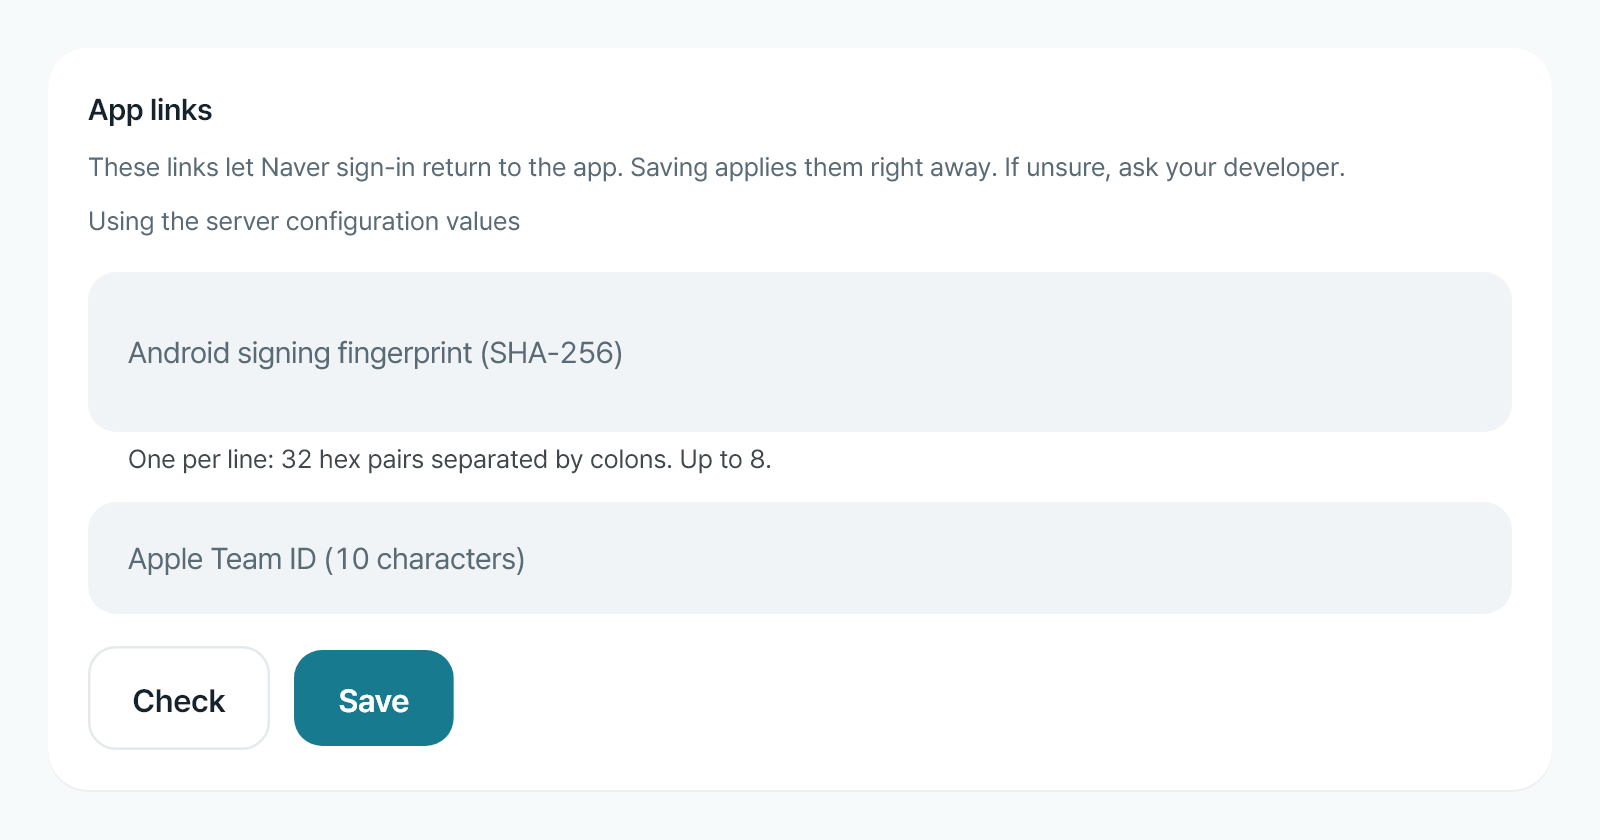 App links
These links let Naver sign-in return to the app. Saving applies them right away. If unsure, ask your developer.
Using the server configuration values
Android signing fingerprint (SHA-256)
One per line: 32 hex pairs separated by colons. Up to 8.
Apple Team ID (10 characters)
Check
Save